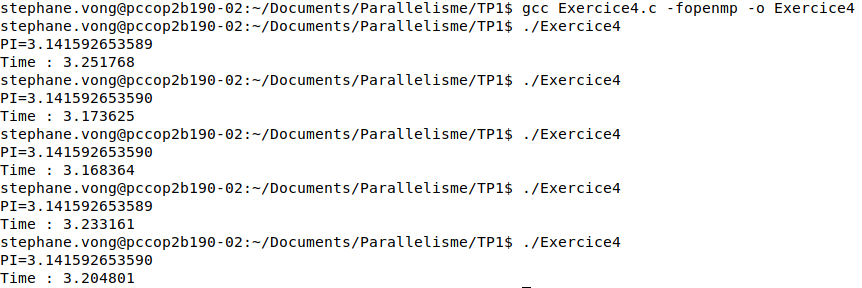 stephane.vong@pccop2b190-02:~/Documents/Parallelisme/TP1$ gcc Exercice4.c -fopenmp -o Exercice4
stephane.vong@pccop2b190-02:~/Documents/Parallelisme/TP1$ ./Exercice4
PI=3.141592653589
Time : 3.251768
stephane.vong@pccop2b190-02:~/Documents/Parallelisme/TP1$ ./Exercice4
PI=3.141592653590
Time : 3.173625
stephane.vong@pccop2b190-02:~/Documents/Parallelisme/TP1$ ./Exercice4
PI=3.141592653590
Time : 3.168364
stephane.vong@pccop2b190-02:~/Documents/Parallelisme/TP1$ ./Exercice4
PI=3.141592653589
Time : 3.233161
stephane.vong@pccop2b190-02:~/Documents/Parallelisme/TP1$ ./Exercice4
PI=3.141592653590
Time : 3.204801